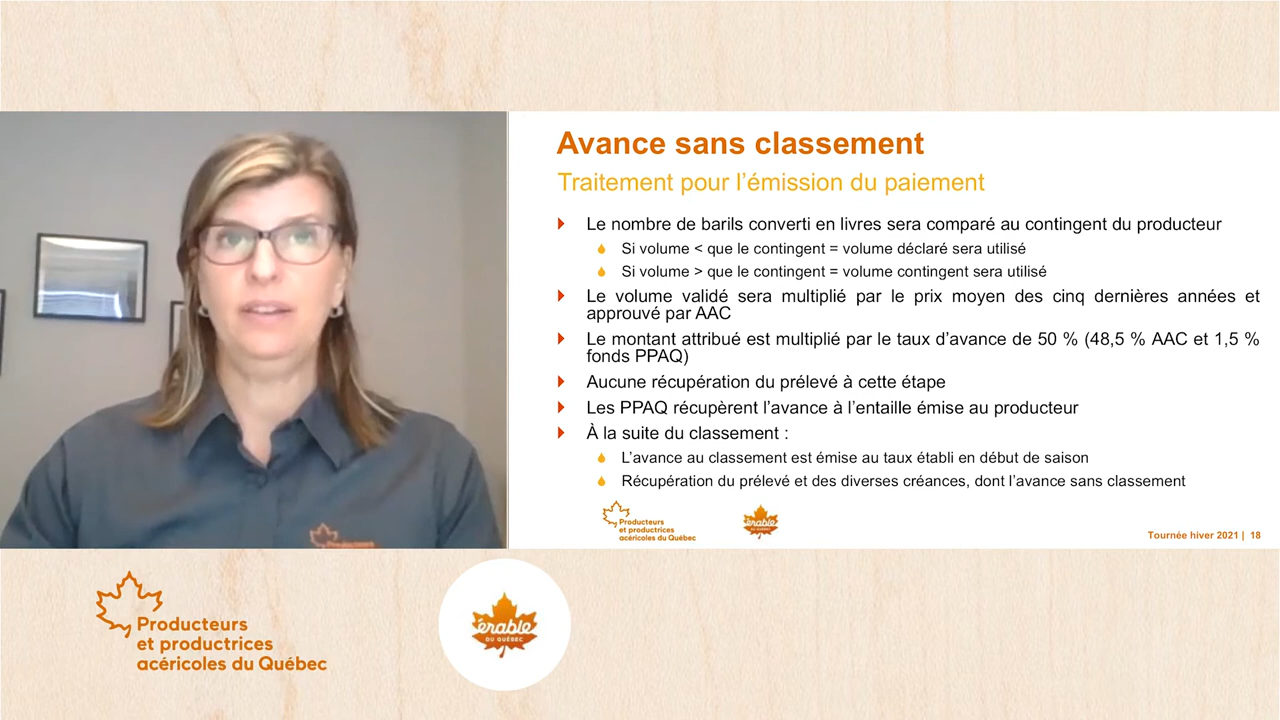 Avance sans classement
Traitement pour l'émission du paiement
Le nombre de barils converti en livres sera comparé au contingent du producteur
Si volume < que le contingent = volume déclaré sera utilisé
Si volume > que le contingent = volume contingent sera utilisé
Le volume validé sera multiplié par le prix moyen des cinq dernières années et
approuvé par AAC
Le montant attribué est multiplié par le taux d'avance de 50 % (48,5 % AAC et 1,5 %
fonds PPAQ)
Aucune récupération du prélevé à cette étape
Les PPAQ récupèrent l'avance à l'entaille émise au producteur
À la suite du classement :
L'avance au classement est émise au taux établi en début de saison
Récupération du prélevé et des diverses créances, dont l'avance sans classement
Producteurs
et productrices
acéricoles du Québec
érable
DU QUÉBEC
Tournée hiver 2021 | 18
Producteurs
Producteurs
et productrices
acéricoles du Québec
érable
DU QUÉBEC